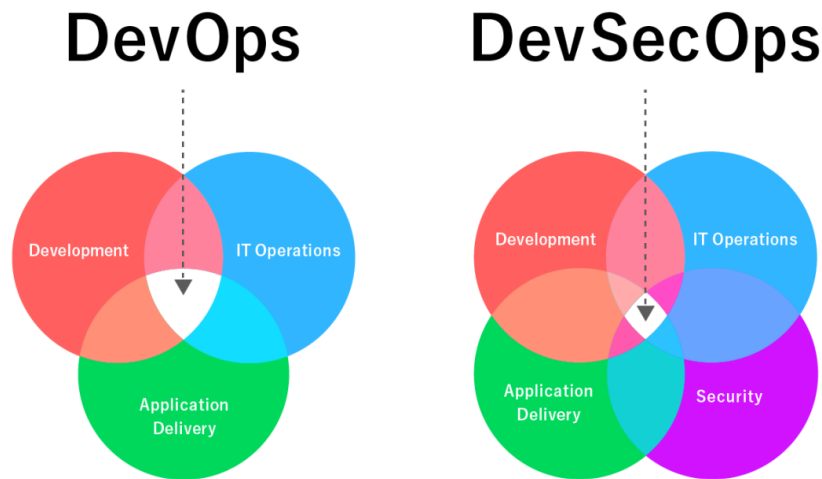 DevOps
Development
IT Operations
Application
Delivery
DevSecOps
Development
IT Operations
Application
Delivery
Security